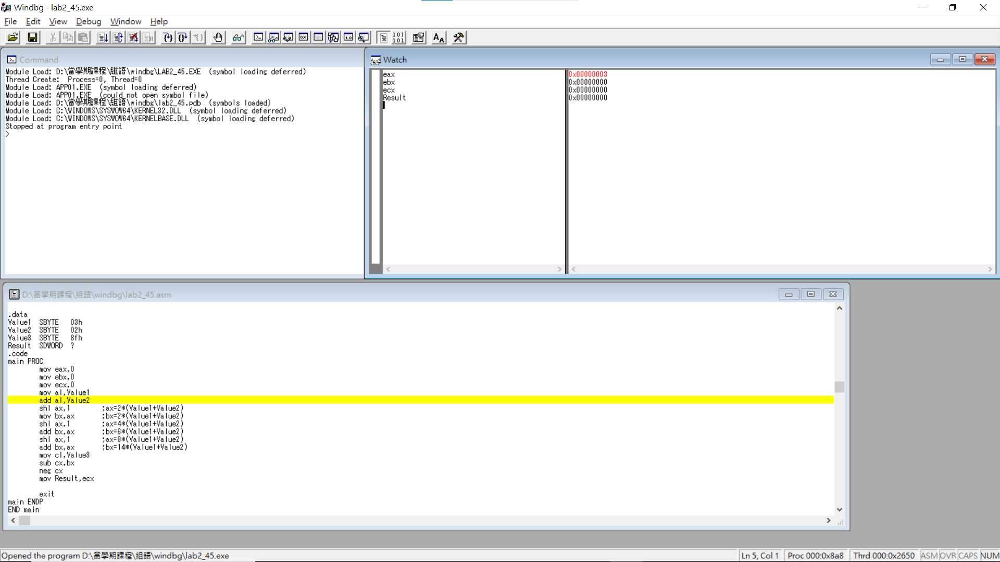 Windbg - lab2_45.exe
File Edit View Debug Window Help
Command
Module Load: D:\當學期課程\組語\windbg\LAB2_45.EXE (symbol loading deferred)
Thread Create: Process=0, Thread=0
Module Load: APP01.EXE (symbol loading deferred)
Module Load: APP01.EXE (could not open symbol file)
Module Load: D:\當學期課程\組語\windbg\lab2_45.pdb (symbols loaded)
Module Load: C:\WINDOWS\SYSWOW64\KERNEL32.DLL (symbol loading deferred)
Module Load: C:\WINDOWS\SYSWOW64\KERNELBASE.DLL (symbol loading deferred)
Stopped at program entry point
>
Watch
eax 0x00000003
ebx 0x00000000
ecx 0x00000000
Result 0x00000000
D:\當學期課程\組語\windbg\lab2_45.asm
.data
Value1 SBYTE 03h
Value2 SBYTE 02h
Value3 SBYTE 8fh
Result SDWORD ?
.code
main PROC
mov eax,0
mov ebx,0
mov ecx,0
mov al,Value1
add al,Value2
shl ax,1 ;ax=2*(Value1+Value2)
mov bx,ax ;bx=2*(Value1+Value2)
shl ax,1 ;ax=4*(Value1+Value2)
add bx,ax ;bx=6*(Value1+Value2)
shl ax,1 ;ax=8*(Value1+Value2)
add bx,ax ;bx=14*(Value1+Value2)
mov cl,Value3
sub cx,bx
neg cx
mov Result,ecx
exit
main ENDP
END main
Opened the program D:\當學期課程\組語\windbg\lab2_45.exe Ln 5, Col 1 Proc 000:0x8a8 Thrd 000:0x2650 ASM OVR CAPS NUM